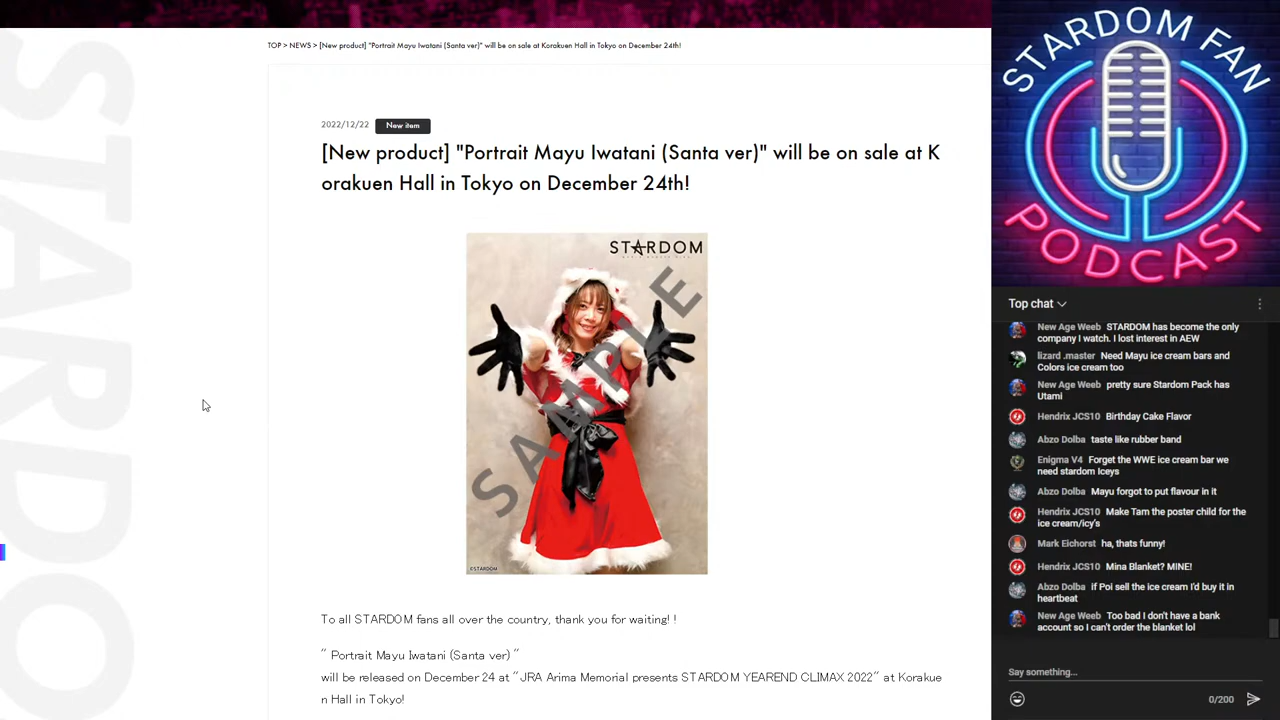 STARDOM
TOP > NEWS > [New product] "Portrait Mayu Iwatani (Santa ver)" will be on sale at Korakuen Hall in Tokyo on December 24th!
2022/12/22 New item
[New product] "Portrait Mayu Iwatani (Santa ver)" will be on sale at K
orakuen Hall in Tokyo on December 24th!
STARDOM
SAMPLE
©STARDOM
To all STARDOM fans all over the country, thank you for waiting! !
" Portrait Mayu Iwatani (Santa ver) "
will be released on December 24 at "JRA Arima Memorial presents STARDOM YEAREND CLIMAX 2022" at Korakue
n Hall in Tokyo!
STARDOM FAN
PODCAST
Top chat
New Age Weeb STARDOM has become the only
company I watch. I lost interest in AEW
lizard .master Need Mayu ice cream bars and
Colors ice cream too
New Age Weeb pretty sure Stardom Pack has
Utami
Hendrix JCS10 Birthday Cake Flavor
Abzo Dolba taste like rubber band
Enigma V4 Forget the WWE ice cream bar we
need stardom Iceys
Abzo Dolba Mayu forgot to put flavour in it
Hendrix JCS10 Make Tam the poster child for the
ice cream/icy's
Mark Eichorst ha, thats funny!
Hendrix JCS10 Mina Blanket? MINE!
Abzo Dolba if Poi sell the ice cream I'd buy it in
heartbeat
New Age Weeb Too bad I don't have a bank
account so I can't order the blanket lol
Say something...
0/200